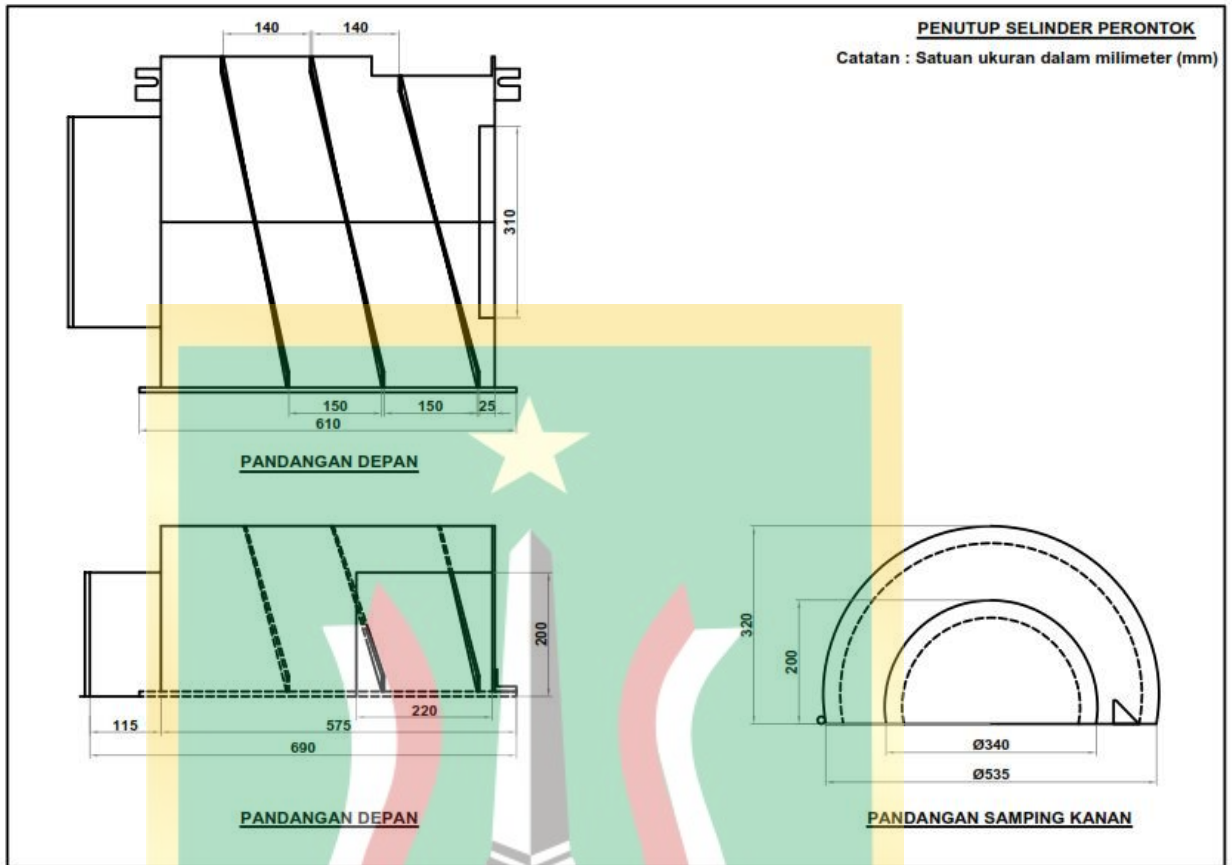 PENUTUP SELINDER PERONTOK
Catatan : Satuan ukuran dalam milimeter (mm)
140
140
310
150
150
25
610
PANDANGAN DEPAN
200
220
115
575
690
PANDANGAN DEPAN
320
200
Ø340
Ø535
PANDANGAN SAMPING KANAN